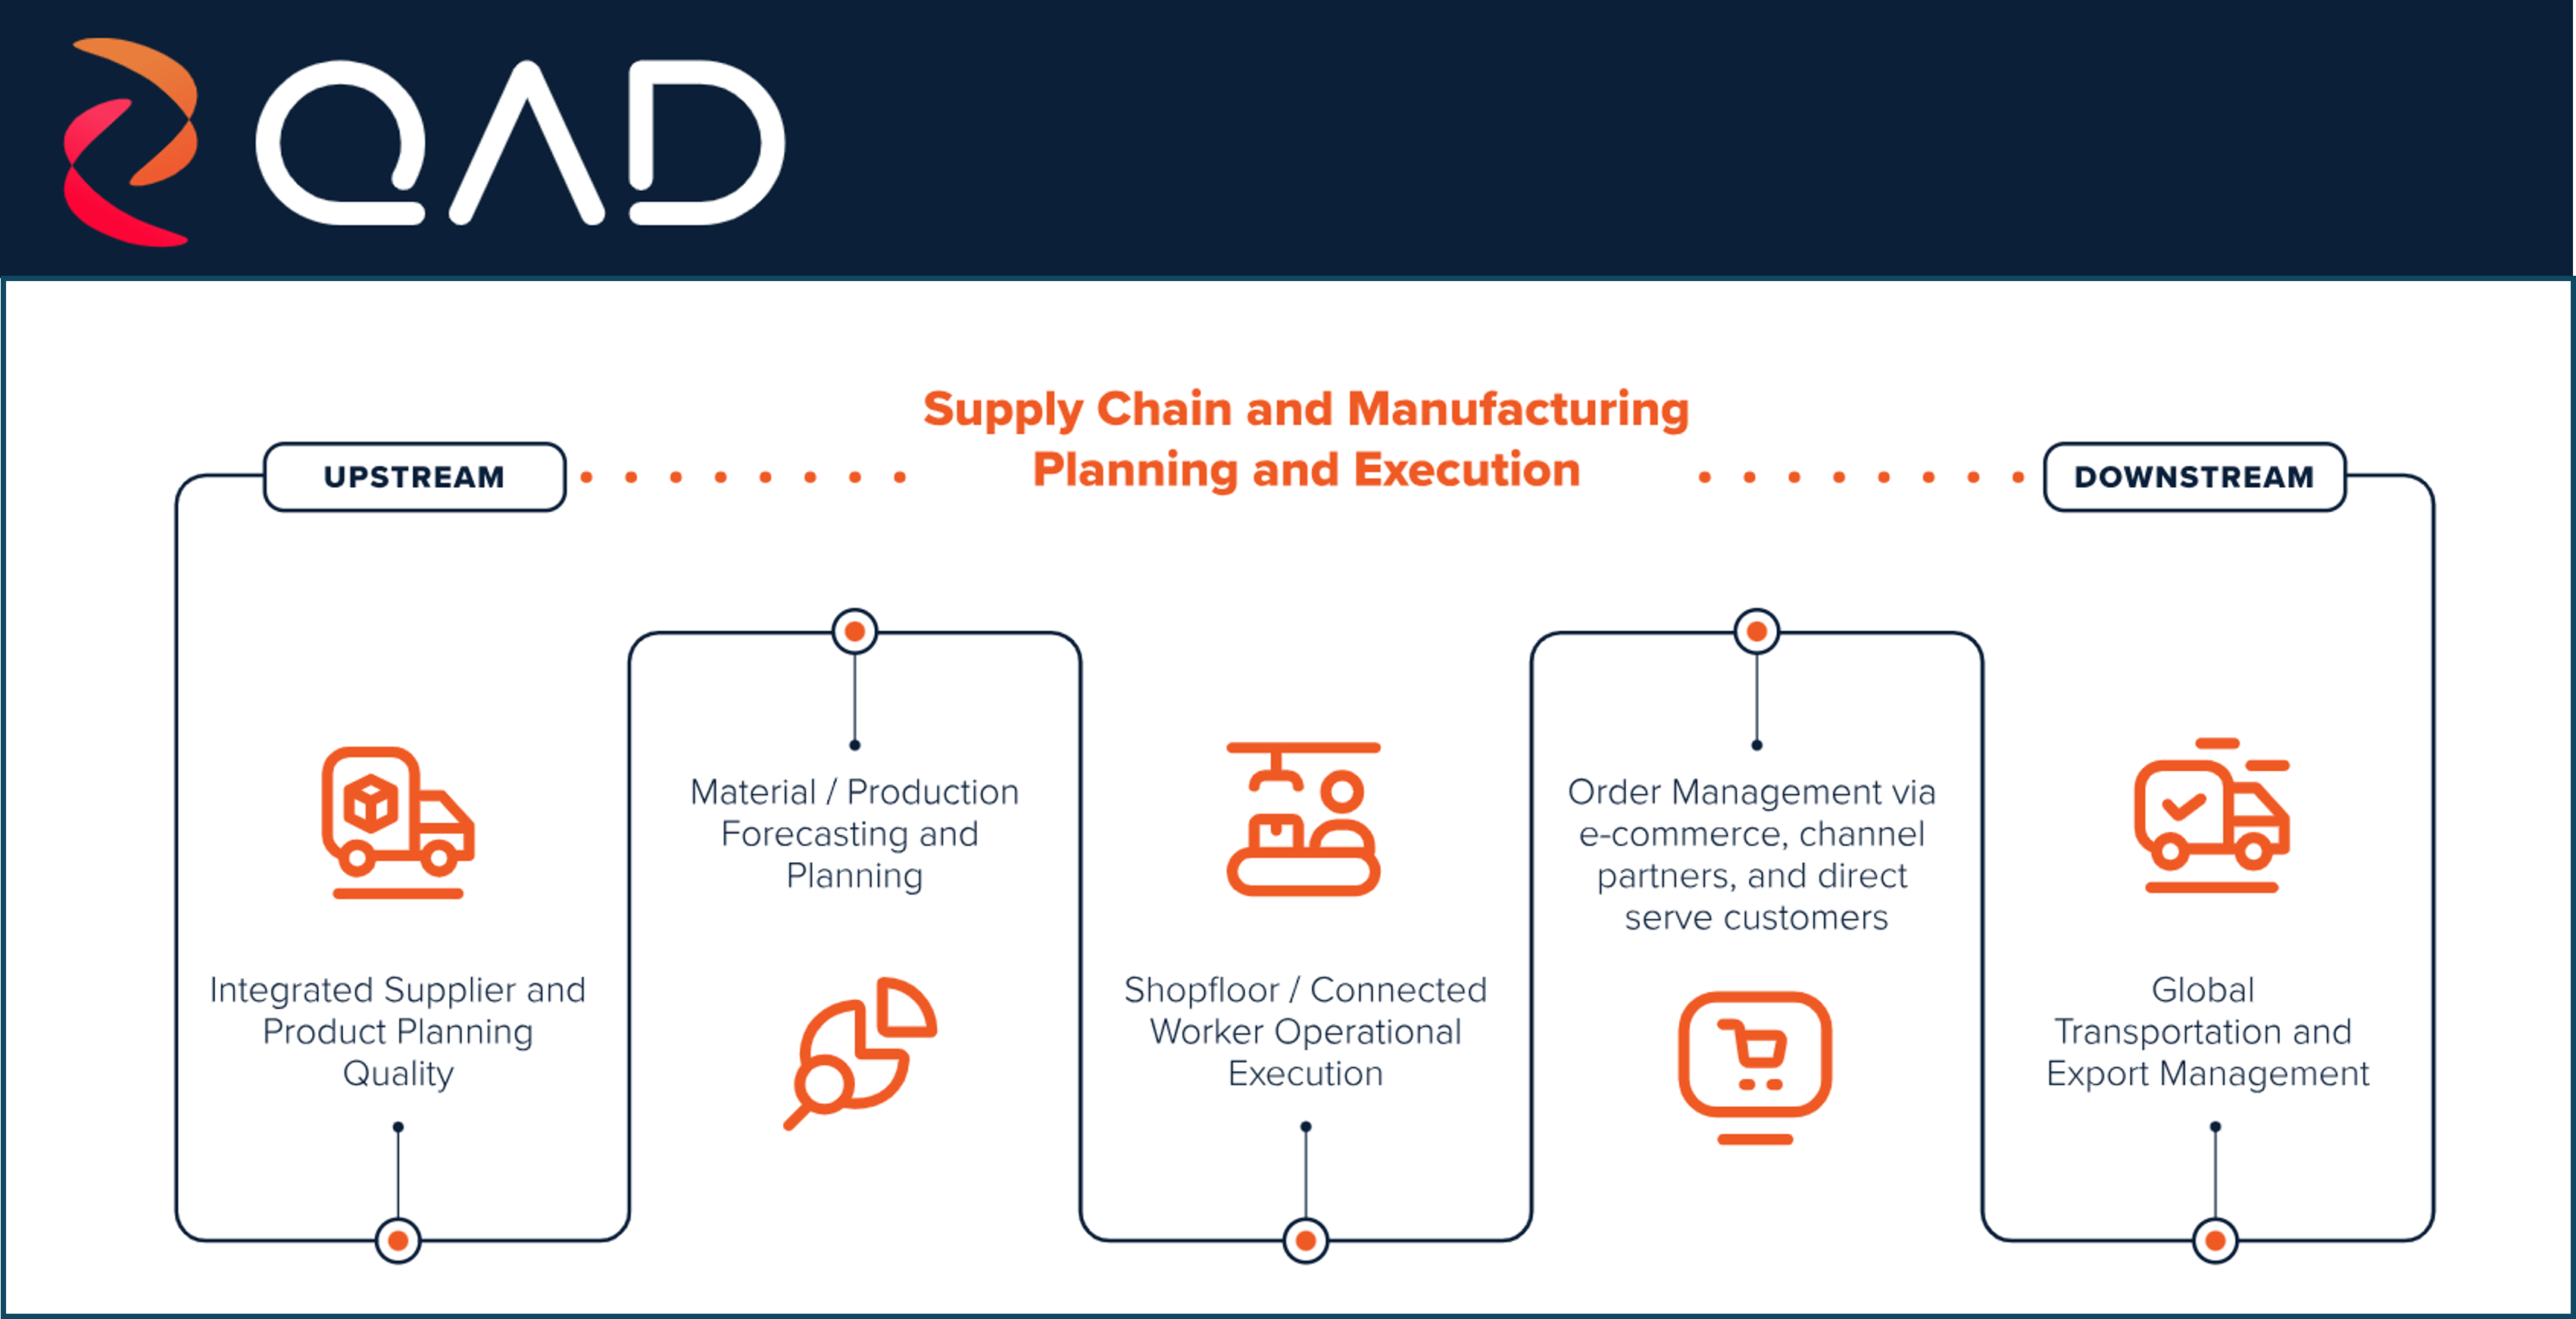 QAD
Supply Chain and Manufacturing
Planning and Execution
UPSTREAM
DOWNSTREAM
Integrated Supplier and
Product Planning
Quality
Material / Production
Forecasting and
Planning
Shopfloor / Connected
Worker Operational
Execution
Order Management via
e-commerce, channel
partners, and direct
serve customers
Global
Transportation and
Export Management